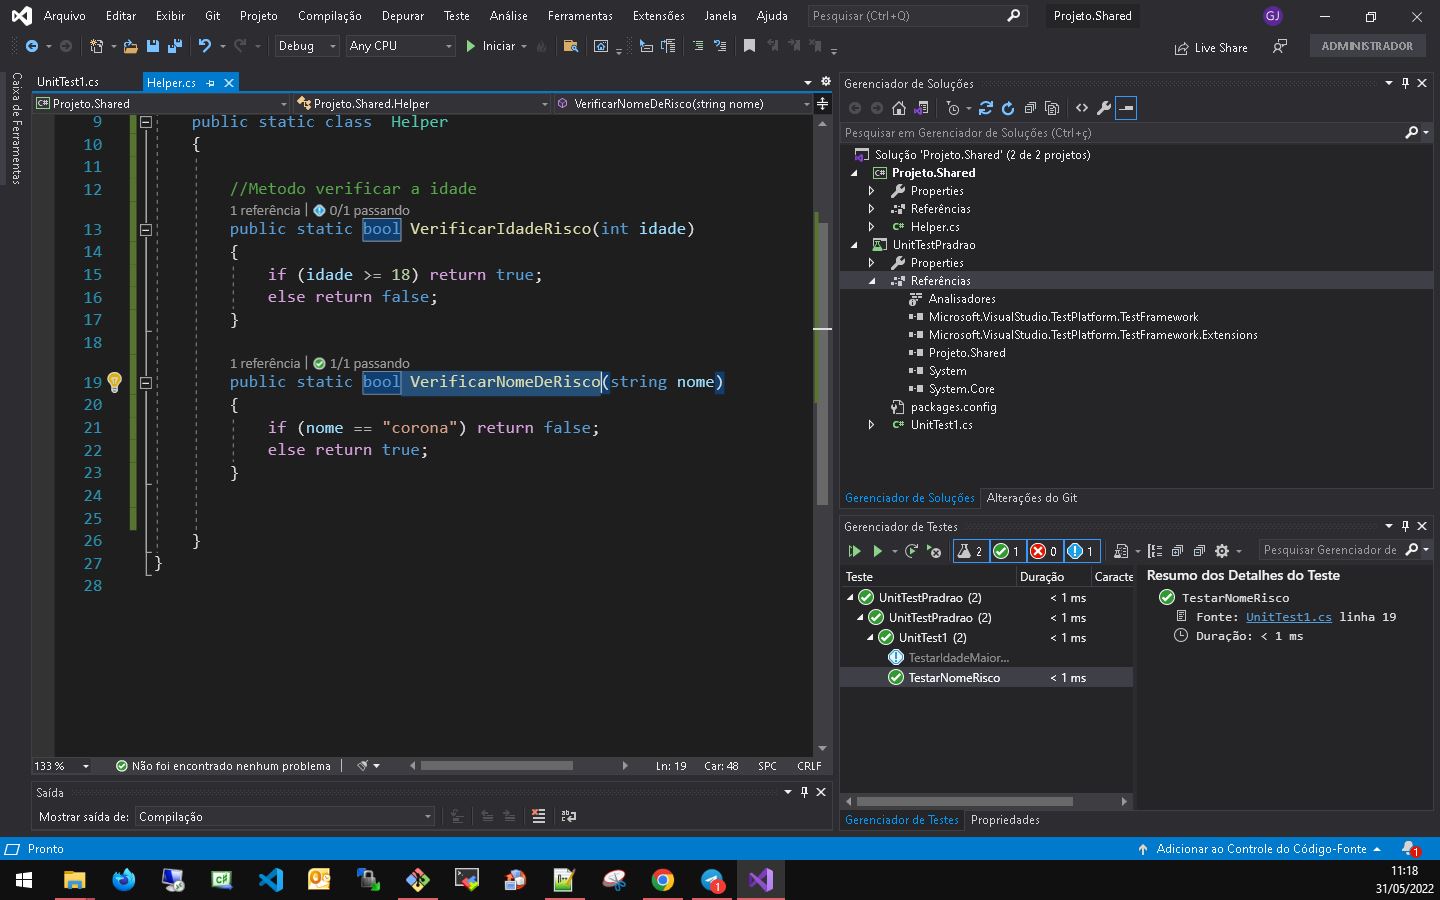 Arquivo Editar Exibir Git Projeto Compilação Depurar Teste Análise Ferramentas Extensões Janela Ajuda Pesquisar (Ctrl+Q) Projeto.Shared GJ
Debug Any CPU Iniciar Live Share ADMINISTRADOR
Caixa de Ferramentas
UnitTest1.cs Helper.cs
Projeto.Shared Projeto.Shared.Helper VerificarNomeDeRisco(string nome)
9 public static class  Helper
10 {
11
12 //Metodo verificar a idade
1 referência | 0/1 passando
13 public static bool VerificarIdadeRisco(int idade)
14 {
15 if (idade >= 18) return true;
16 else return false;
17 }
18
1 referência | 1/1 passando
19 public static bool VerificarNomeDeRisco(string nome)
20 {
21 if (nome == "corona") return false;
22 else return true;
23 }
24
25
26 }
27 }
28
133 % Não foi encontrado nenhum problema Ln: 19 Car: 48 SPC CRLF
Saída
Mostrar saída de: Compilação
Gerenciador de Soluções
Pesquisar em Gerenciador de Soluções (Ctrl+ç)
Solução 'Projeto.Shared' (2 de 2 projetos)
C# Projeto.Shared
Properties
Referências
C# Helper.cs
UnitTestPradrao
Properties
Referências
Analisadores
Microsoft.VisualStudio.TestPlatform.TestFramework
Microsoft.VisualStudio.TestPlatform.TestFramework.Extensions
Projeto.Shared
System
System.Core
packages.config
C# UnitTest1.cs
Gerenciador de Soluções Alterações do Git
Gerenciador de Testes
2 1 0 1 Pesquisar Gerenciador de
Teste Duração Caracte
UnitTestPradrao (2) < 1 ms
UnitTestPradrao (2) < 1 ms
UnitTest1 (2) < 1 ms
TestarIdadeMaior...
TestarNomeRisco < 1 ms
Resumo dos Detalhes do Teste
TestarNomeRisco
Fonte: UnitTest1.cs linha 19
Duração: < 1 ms
Gerenciador de Testes Propriedades
Pronto Adicionar ao Controle do Código-Fonte 1
1
11:18
31/05/2022